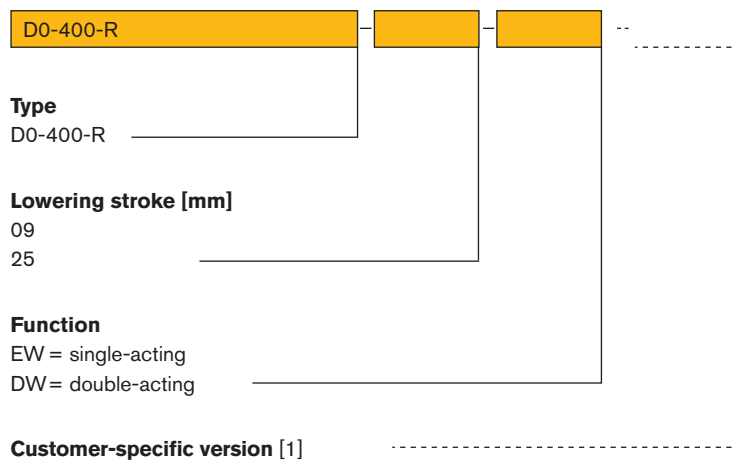 D0-400-R - - --
Type
D0-400-R
Lowering stroke [mm]
09
25
Function
EW = single-acting
DW = double-acting
Customer-specific version [1]